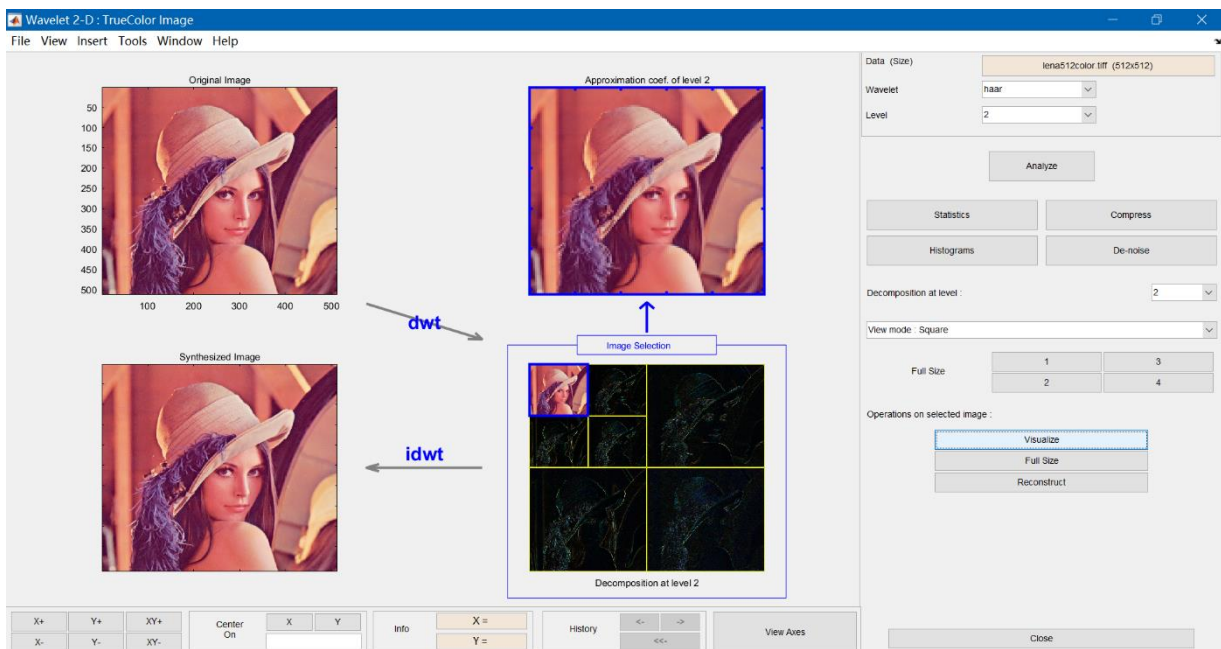 Wavelet 2-D : TrueColor Image
File View Insert Tools Window Help
Original Image
50
100
150
200
250
300
350
400
450
500
100 200 300 400 500
Approximation coef. of level 2
dwt
Image Selection
Synthesized Image
idwt
Decomposition at level 2
Data (Size) lena512color.tiff (512x512)
Wavelet haar
Level 2
Analyze
Statistics Compress
Histograms De-noise
Decomposition at level : 2
View mode : Square
Full Size 1 3
2 4
Operations on selected image :
Visualize
Full Size
Reconstruct
X+ Y+ XY+
X- Y- XY-
Center On X Y
Info X =
Y =
History <- ->
<<-
View Axes
Close